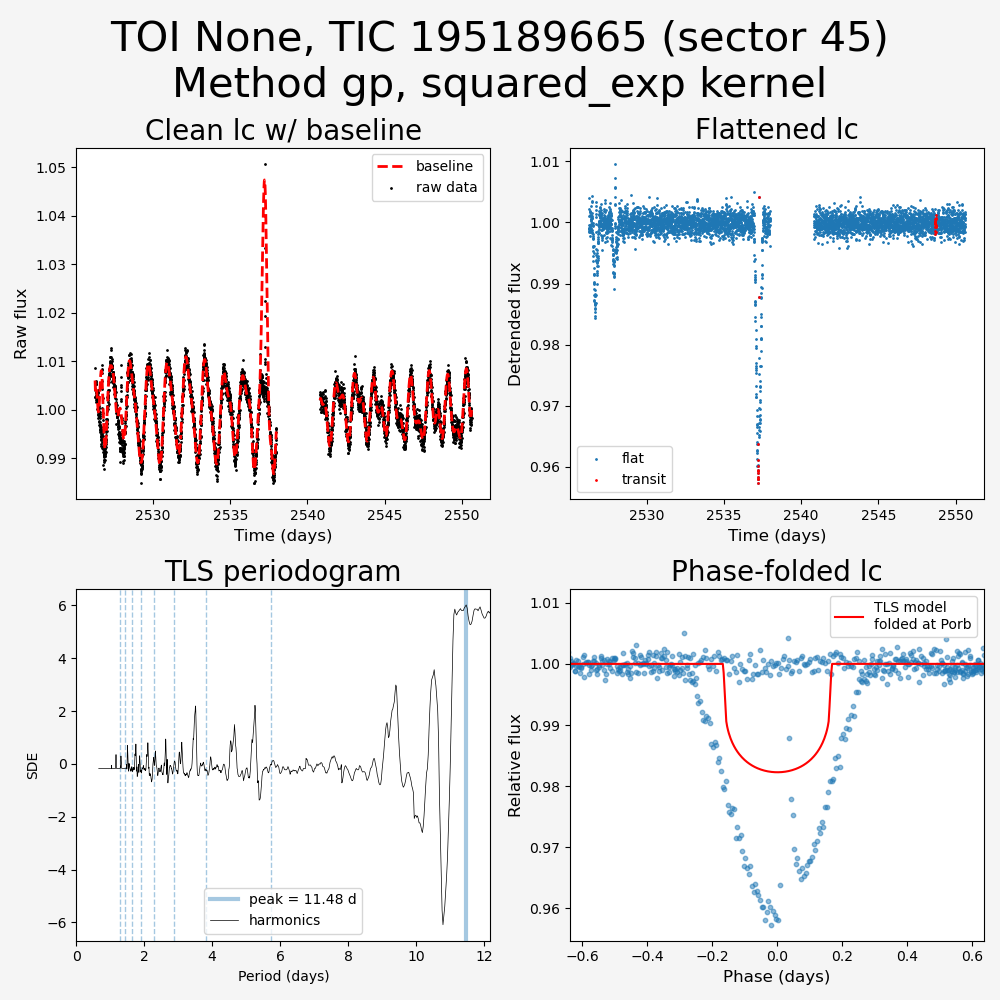 TOI None, TIC 195189665 (sector 45)
Method gp, squared_exp kernel
Clean lc w/ baseline
baseline
raw data
1.05
1.04
1.03
1.02
1.01
1.00
0.99
Raw flux
2530
2535
2540
2545
2550
Time (days)
Flattened lc
1.01
1.00
0.99
0.98
0.97
0.96
Detrended flux
flat
transit
2530
2535
2540
2545
2550
Time (days)
TLS periodogram
6
4
2
0
−2
−4
−6
SDE
peak = 11.48 d
harmonics
0
2
4
6
8
10
12
Period (days)
Phase-folded lc
TLS model
folded at Porb
1.01
1.00
0.99
0.98
0.97
0.96
Relative flux
−0.6
−0.4
−0.2
0.0
0.2
0.4
0.6
Phase (days)